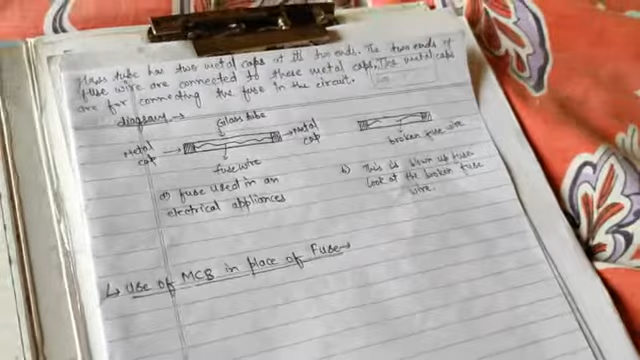 Glass tube has two metal caps at its two ends. The two ends of
fuse wire are connected to these metal caps. The metal caps
are for connecting the fuse in the circuit.
diagram →
Glass tube
Metal cap
Metal cap
fuse wire
broken fuse wire
a) fuse used in an
electrical appliances
b) This is blown up fuse
look at the broken fuse
wire.
↳ Use of MCB in place of Fuse →